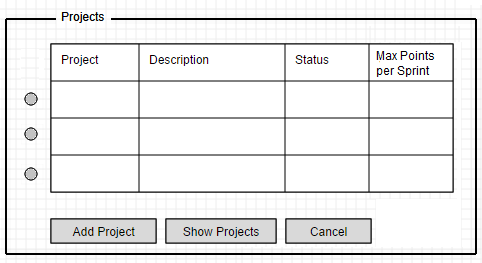 Projects
Project Description Status Max Points
per Sprint
Add Project Show Projects Cancel